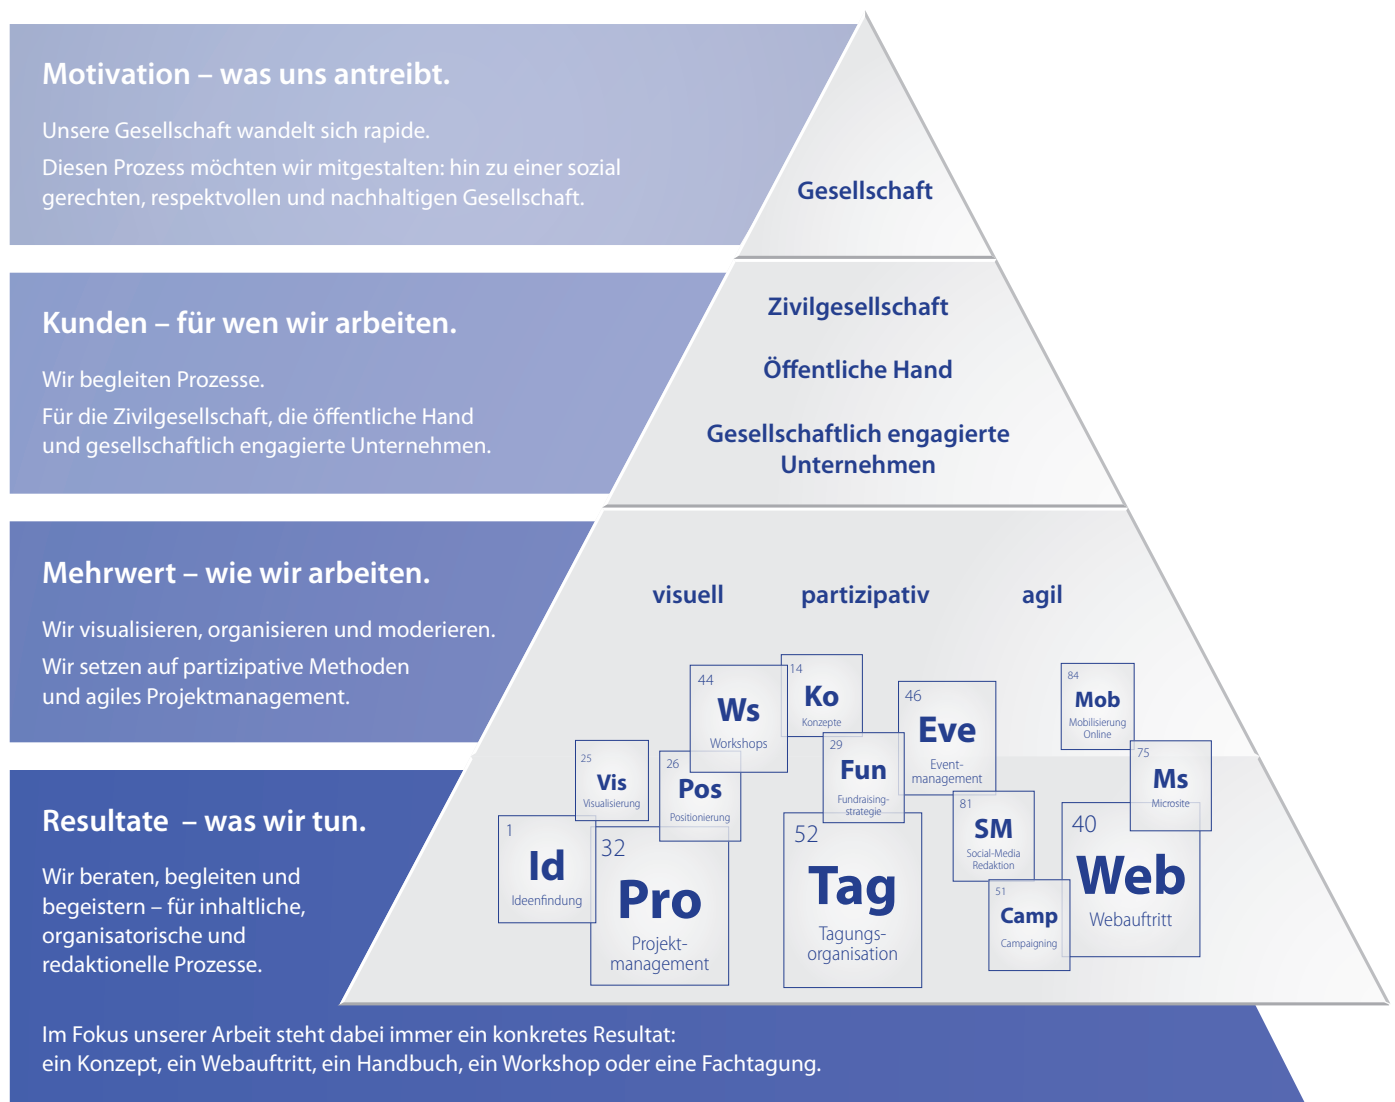 Motivation – was uns antreibt.
Unsere Gesellschaft wandelt sich rapide.
Diesen Prozess möchten wir mitgestalten: hin zu einer sozial
gerechten, respektvollen und nachhaltigen Gesellschaft.
Gesellschaft
Kunden – für wen wir arbeiten.
Wir begleiten Prozesse.
Für die Zivilgesellschaft, die öffentliche Hand
und gesellschaftlich engagierte Unternehmen.
Zivilgesellschaft
Öffentliche Hand
Gesellschaftlich engagierte
Unternehmen
Mehrwert – wie wir arbeiten.
Wir visualisieren, organisieren und moderieren.
Wir setzen auf partizipative Methoden
und agiles Projektmanagement.
visuell partizipativ agil
44
Ws
Workshops
14
Ko
Konzepte
46
Eve
Event-
management
84
Mob
Mobilisierung
Online
25
Vis
Visualisierung
26
Pos
Positionierung
29
Fun
Fundraising-
strategie
75
Ms
Microsite
Resultate – was wir tun.
Wir beraten, begleiten und
begeistern – für inhaltliche,
organisatorische und
redaktionelle Prozesse.
1
Id
Ideenfindung
32
Pro
Projekt-
management
52
Tag
Tagungs-
organisation
81
SM
Social-Media
Redaktion
51
Camp
Campaigning
40
Web
Webauftritt
Im Fokus unserer Arbeit steht dabei immer ein konkretes Resultat:
ein Konzept, ein Webauftritt, ein Handbuch, ein Workshop oder eine Fachtagung.